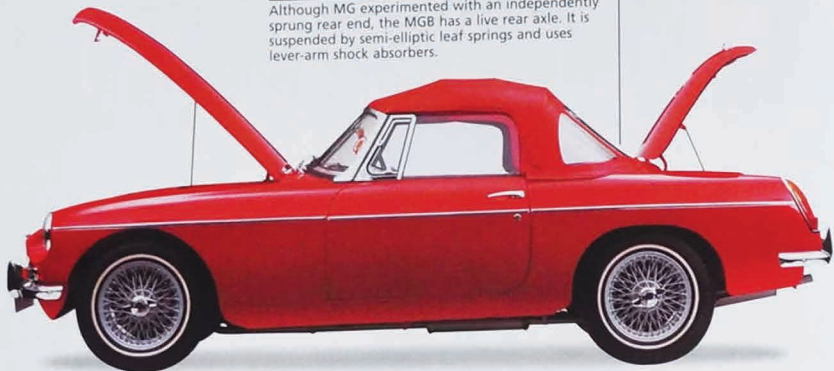 Although MG experimented with an independently
sprung rear end, the MGB has a live rear axle. It is
suspended by semi-elliptic leaf springs and uses
lever-arm shock absorbers.